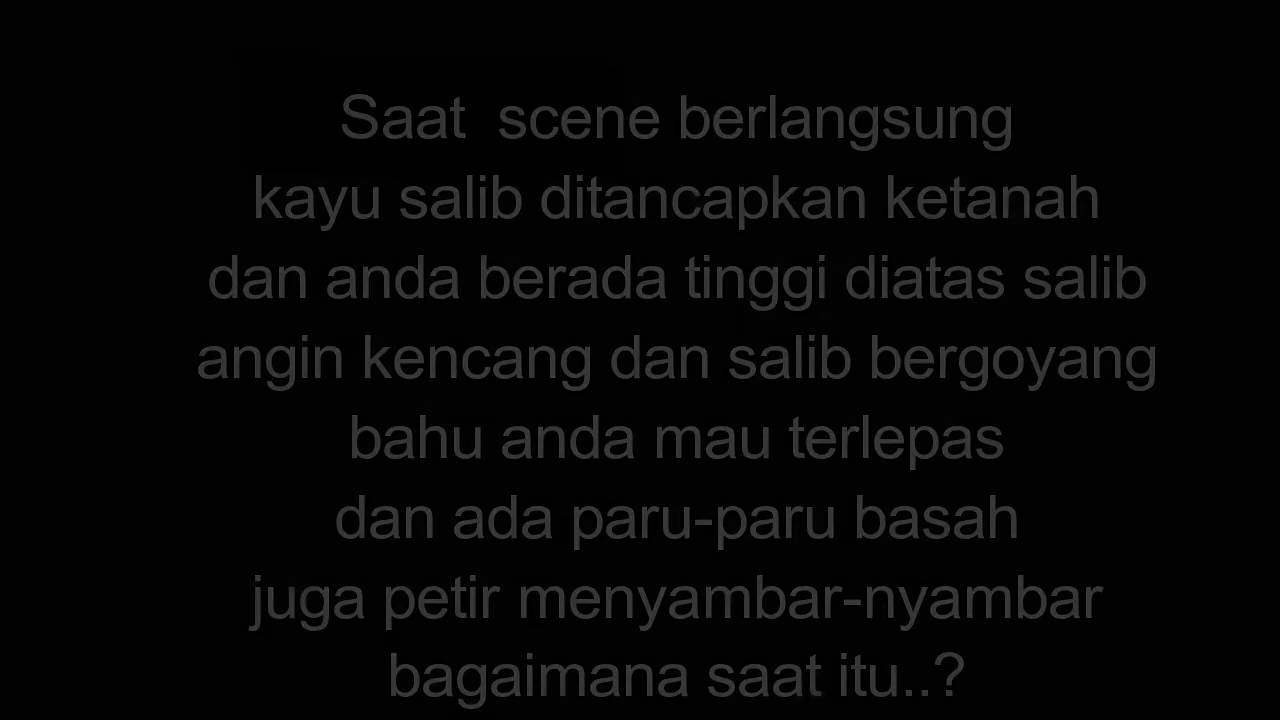 Saat  scene berlangsung
kayu salib ditancapkan ketanah
dan anda berada tinggi diatas salib
angin kencang dan salib bergoyang
bahu anda mau terlepas
dan ada paru-paru basah
juga petir menyambar-nyambar
bagaimana saat itu..?